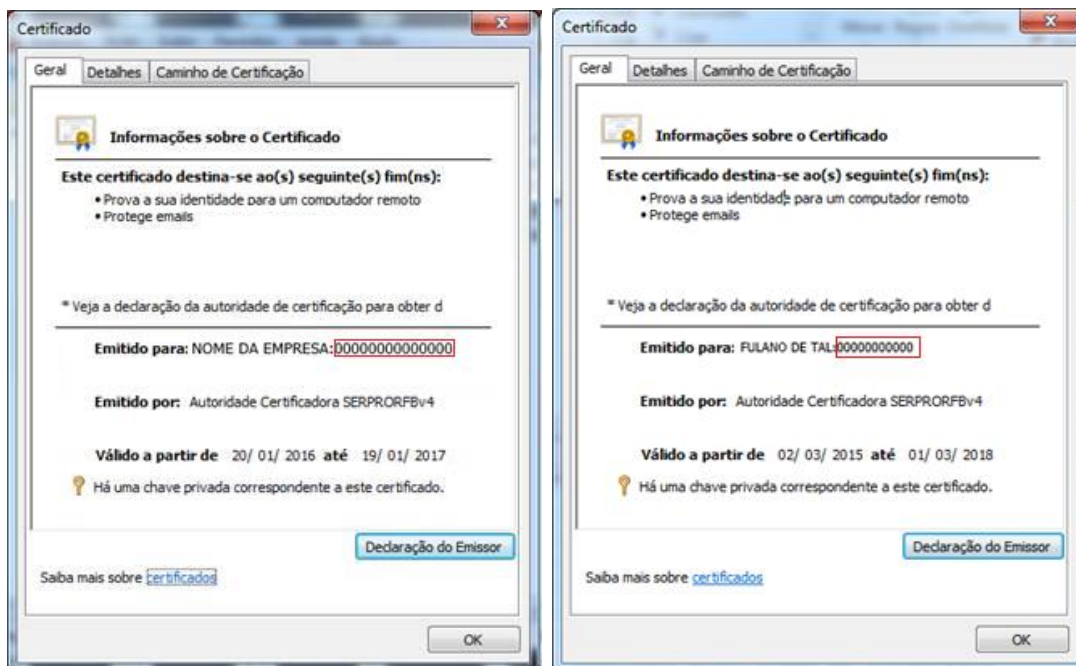 Certificado
Geral Detalhes Caminho de Certificação
Informações sobre o Certificado
Este certificado destina-se ao(s) seguinte(s) fim(ns):
• Prova a sua identidade para um computador remoto
• Protege emails
* Veja a declaração da autoridade de certificação para obter d
Emitido para: NOME DA EMPRESA:00000000000000
Emitido por: Autoridade Certificadora SERPRORFBv4
Válido a partir de 20/ 01/ 2016 até 19/ 01/ 2017
Há uma chave privada correspondente a este certificado.
Declaração do Emissor
Saiba mais sobre certificados
OK
Certificado
Geral Detalhes Caminho de Certificação
Informações sobre o Certificado
Este certificado destina-se ao(s) seguinte(s) fim(ns):
• Prova a sua identidade para um computador remoto
• Protege emails
* Veja a declaração da autoridade de certificação para obter d
Emitido para: FULANO DE TAL:00000000000
Emitido por: Autoridade Certificadora SERPRORFBv4
Válido a partir de 02/ 03/ 2015 até 01/ 03/ 2018
Há uma chave privada correspondente a este certificado.
Declaração do Emissor
Saiba mais sobre certificados
OK